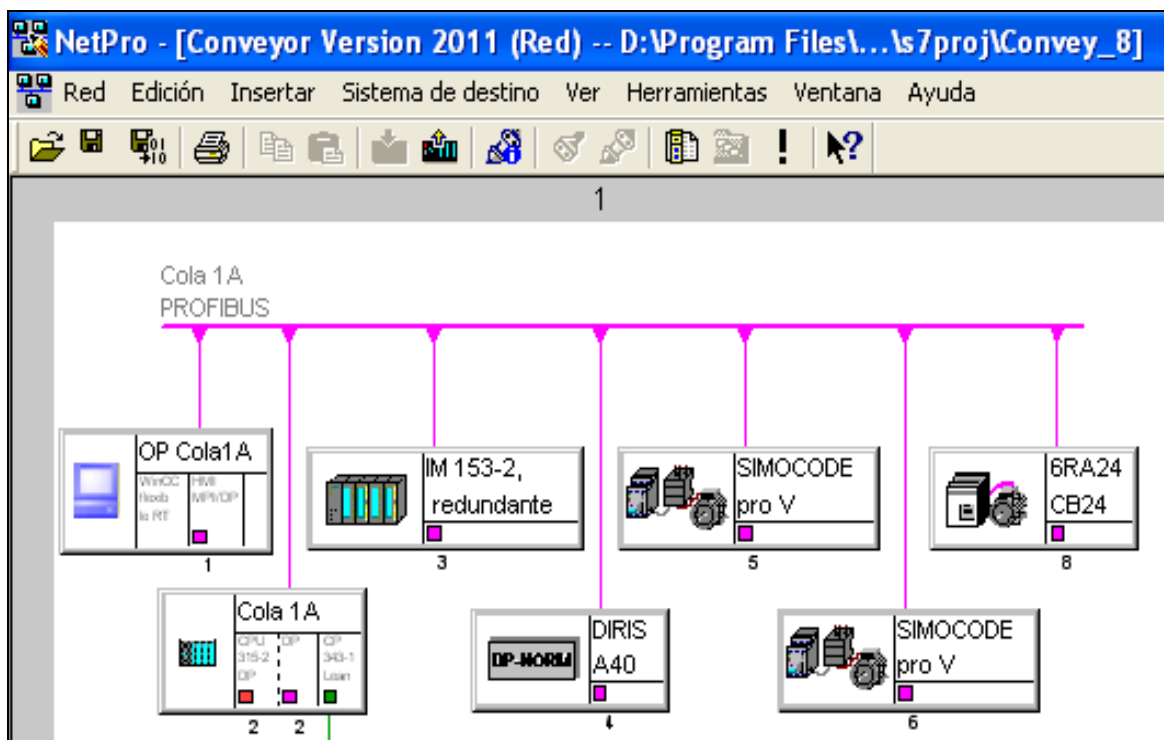 NetPro - [Conveyor Version 2011 (Red) -- D:\Program Files\...\s7proj\Convey_8]
Red Edición Insertar Sistema de destino Ver Herramientas Ventana Ayuda
1
Cola 1A
PROFIBUS
OP Cola1A
WinCC flexib le RT
HMI MPI/DP
1
IM 153-2, redundante
3
SIMOCODE pro V
5
6RA24 CB24
8
Cola 1A
CPU 315-2 DP
DP
CP 343-1 Lean
2 2
DP-NORM
DIRIS A40
4
SIMOCODE pro V
6